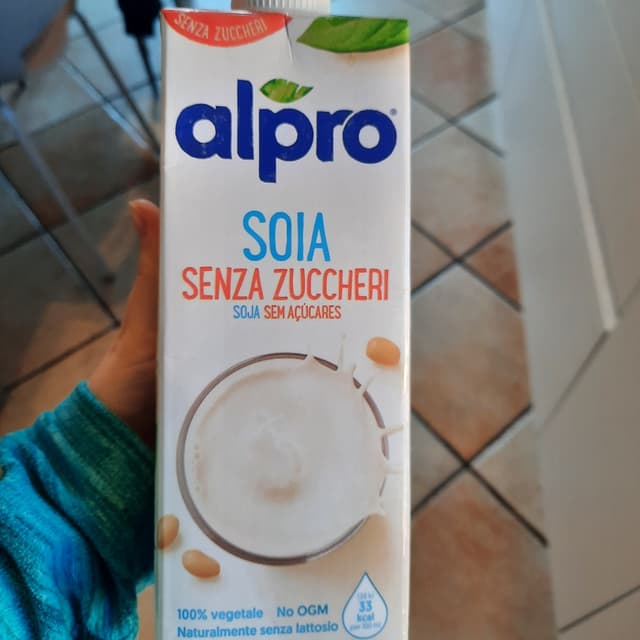 SENZA ZUCCHERI
alpro®
SOIA
SENZA ZUCCHERI
SOJA SEM AÇÚCARES
100% vegetale No OGM
Naturalmente senza lattosio
33
kcal